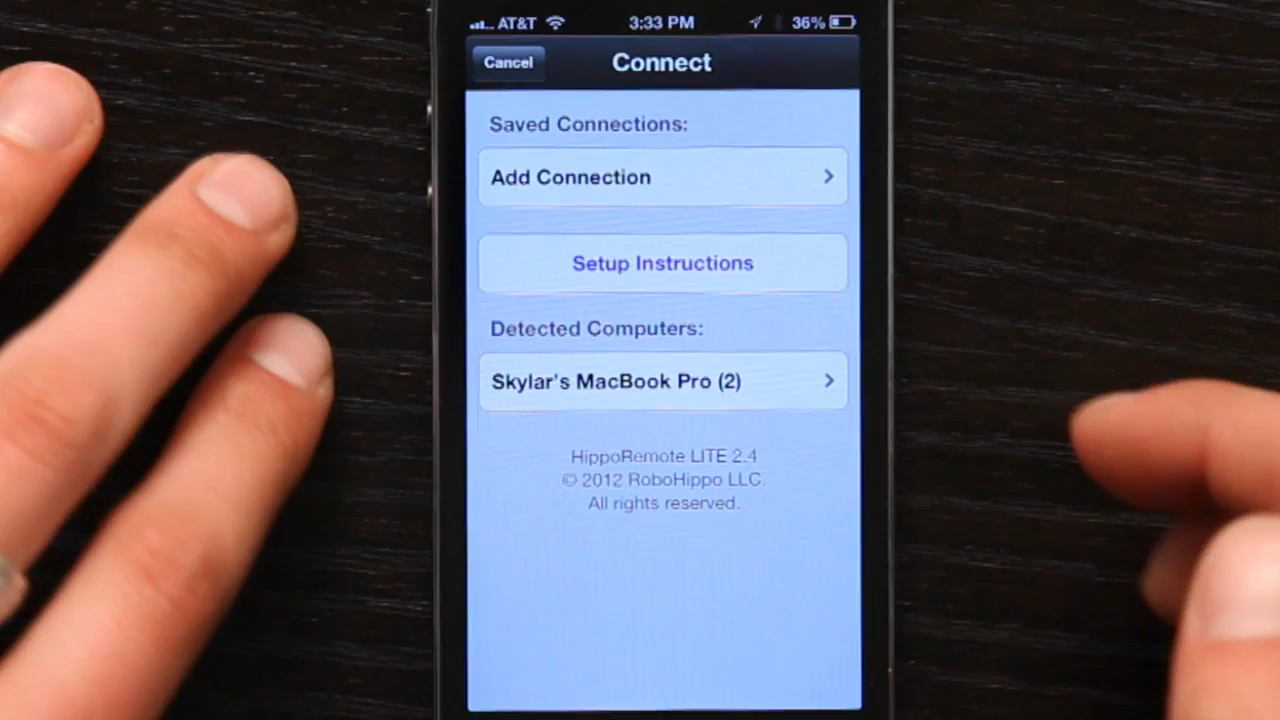 AT&T 3:33 PM 36%
Cancel Connect
Saved Connections:
Add Connection
Setup Instructions
Detected Computers:
Skylar's MacBook Pro (2)
HippoRemote LITE 2.4
© 2012 RoboHippo LLC.
All rights reserved.